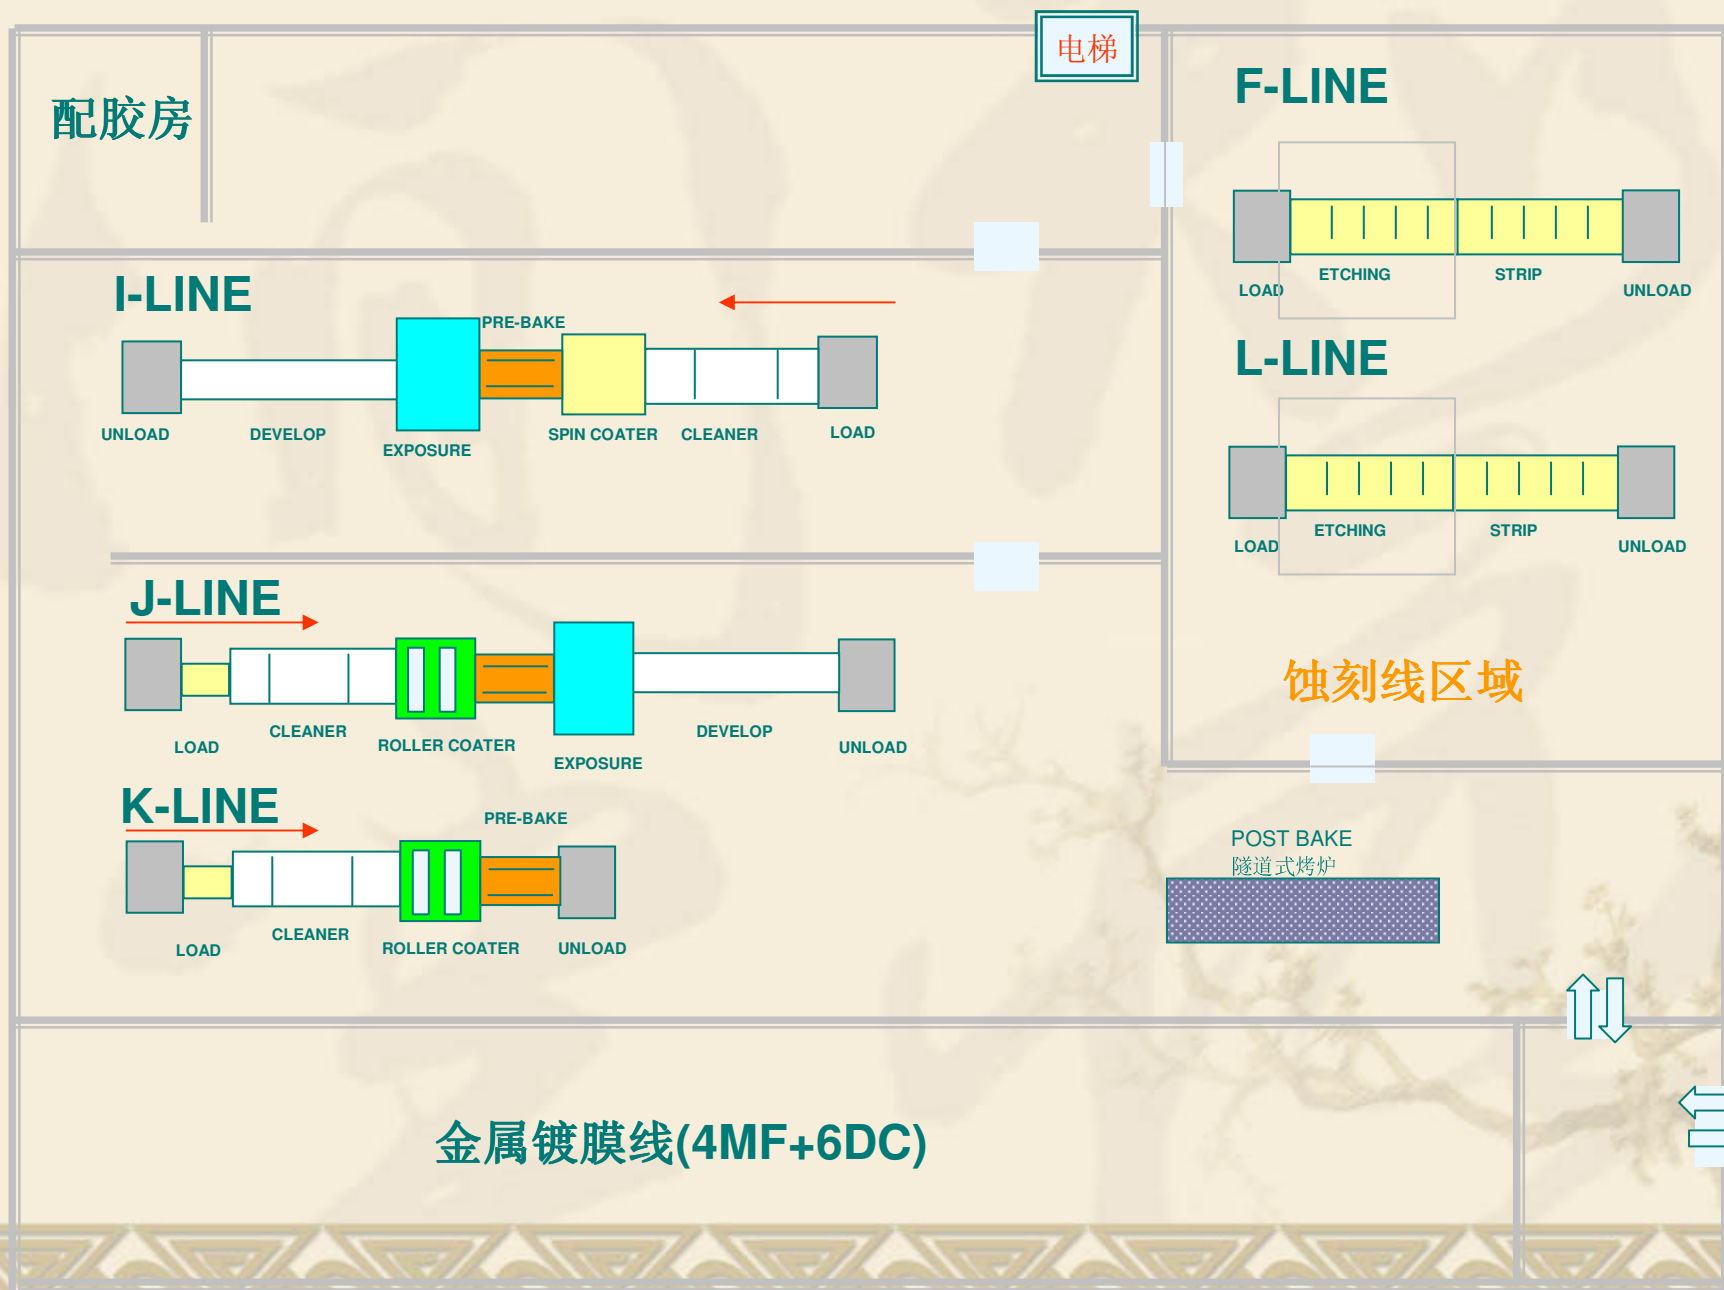 电梯
配胶房
F-LINE
ETCHING
STRIP
LOAD
UNLOAD
I-LINE
PRE-BAKE
UNLOAD
DEVELOP
EXPOSURE
SPIN COATER
CLEANER
LOAD
L-LINE
ETCHING
STRIP
LOAD
UNLOAD
J-LINE
LOAD
CLEANER
ROLLER COATER
EXPOSURE
DEVELOP
UNLOAD
蚀刻线区域
K-LINE
PRE-BAKE
LOAD
CLEANER
ROLLER COATER
UNLOAD
POST BAKE
隧道式烤炉
金属镀膜线(4MF+6DC)